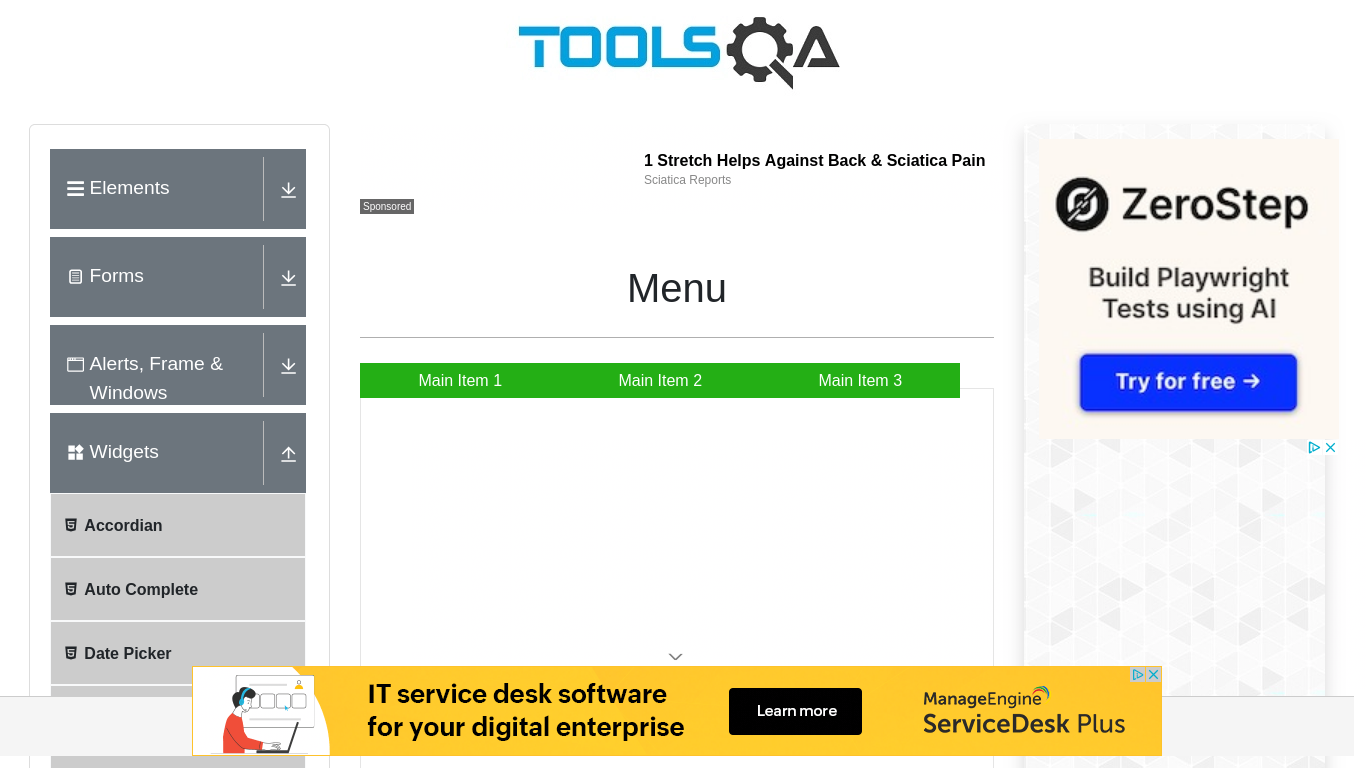 TOOLSQA
Elements
Forms
Alerts, Frame &
Windows
Widgets
Accordian
Auto Complete
Date Picker
1 Stretch Helps Against Back & Sciatica Pain
Sciatica Reports
Sponsored
Menu
Main Item 1
Main Item 2
Main Item 3
ZeroStep
Build Playwright
Tests using AI
Try for free →
IT service desk software
for your digital enterprise
Learn more
ManageEngine
ServiceDesk Plus